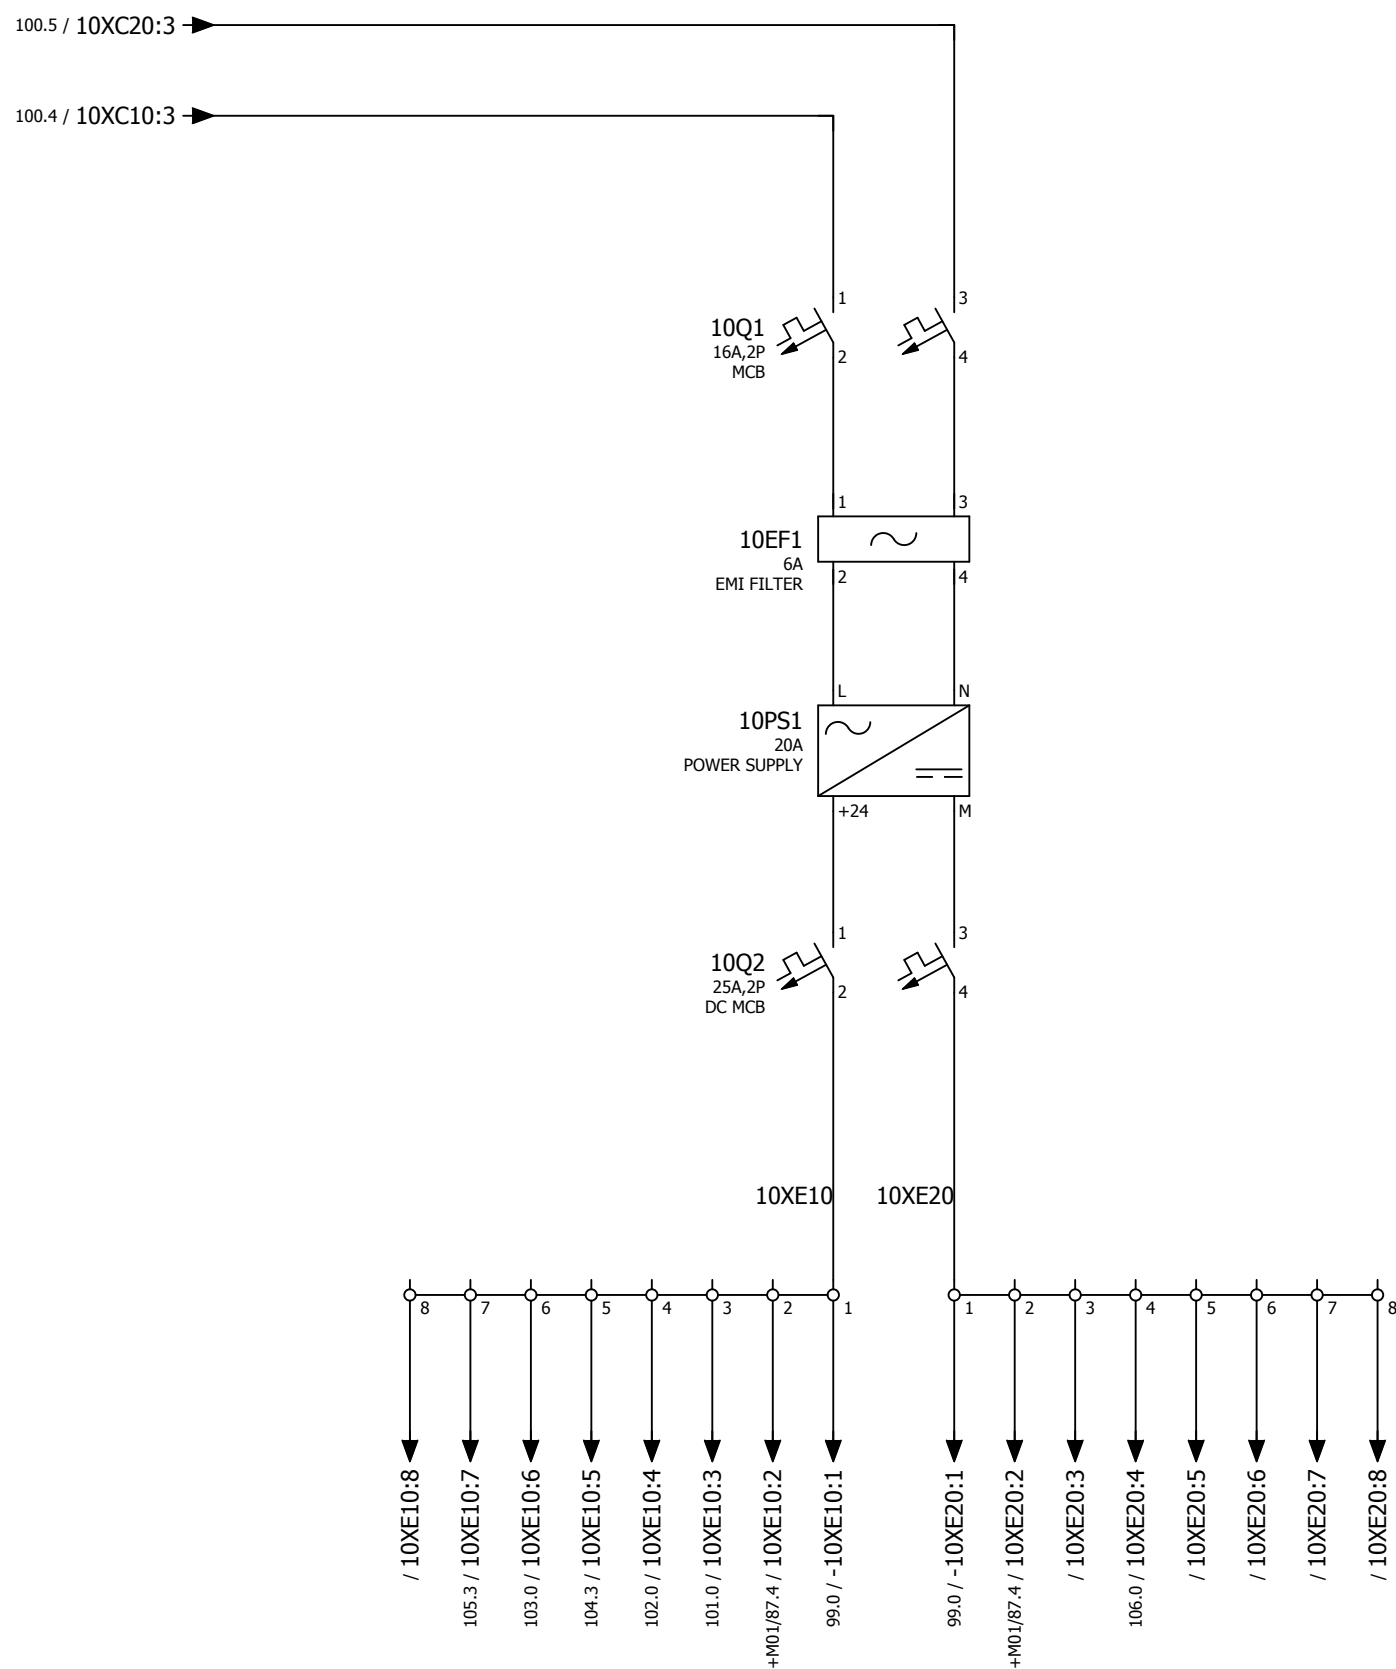 100.5 / 10XC20:3
100.4 / 10XC10:3
1
3
10Q1
16A,2P
MCB
2
4
1
3
10EF1
6A
EMI FILTER
2
4
L
N
10PS1
20A
POWER SUPPLY
+24
M
1
3
10Q2
25A,2P
DC MCB
2
4
10XE10
10XE20
8
7
6
5
4
3
2
1
1
2
3
4
5
6
7
8
/ 10XE10:8
105.3 / 10XE10:7
103.0 / 10XE10:6
104.3 / 10XE10:5
102.0 / 10XE10:4
101.0 / 10XE10:3
+M01/87.4 / 10XE10:2
99.0 / -10XE10:1
99.0 / -10XE20:1
+M01/87.4 / 10XE20:2
/ 10XE20:3
106.0 / 10XE20:4
/ 10XE20:5
/ 10XE20:6
/ 10XE20:7
/ 10XE20:8